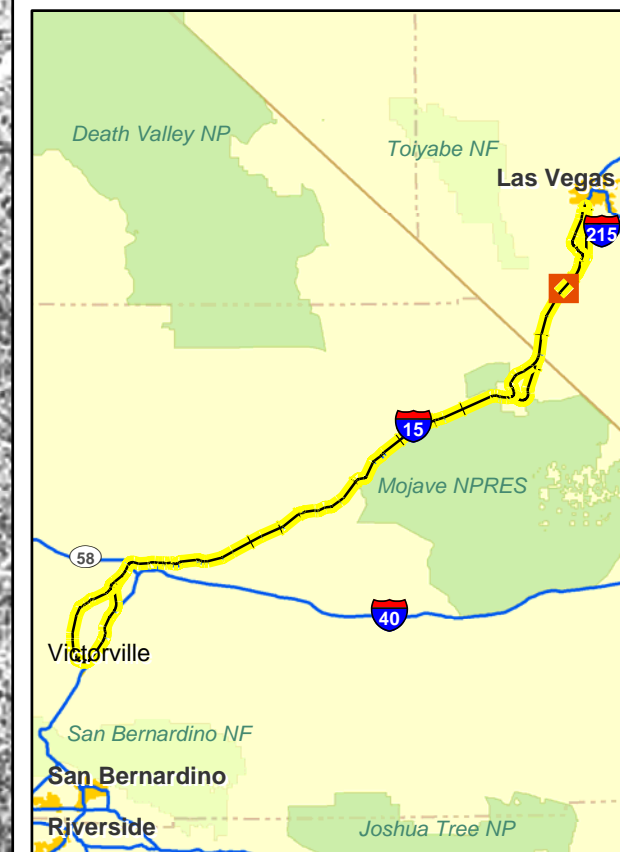 Death Valley NP
Toiyabe NF
Las Vegas
215
15
Mojave NPRES
58
40
Victorville
San Bernardino NF
San Bernardino
Riverside
Joshua Tree NP